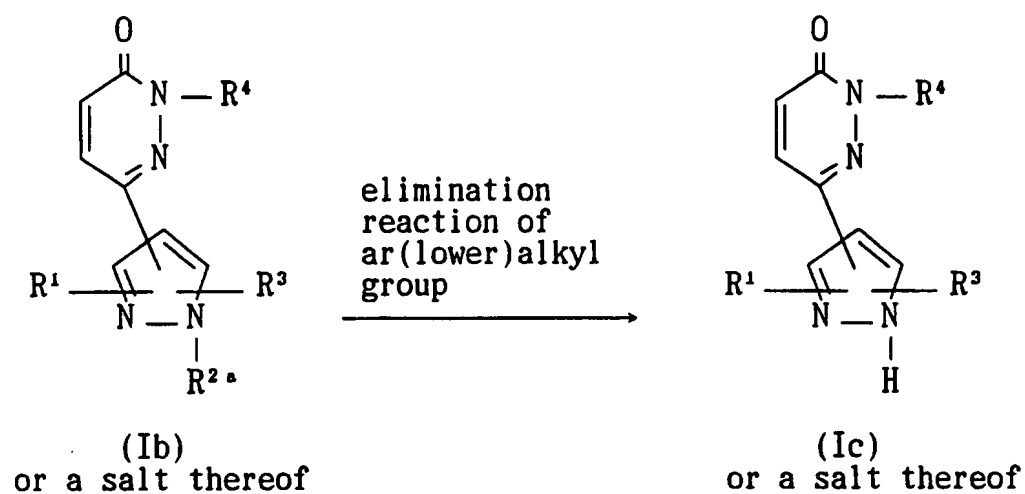 O
N — R⁴
N
R¹
R³
N — N
R²ᵃ
(Ib)
or a salt thereof
elimination
reaction of
ar(lower)alkyl
group
O
N — R⁴
N
R¹
R³
N — N
H
(Ic)
or a salt thereof